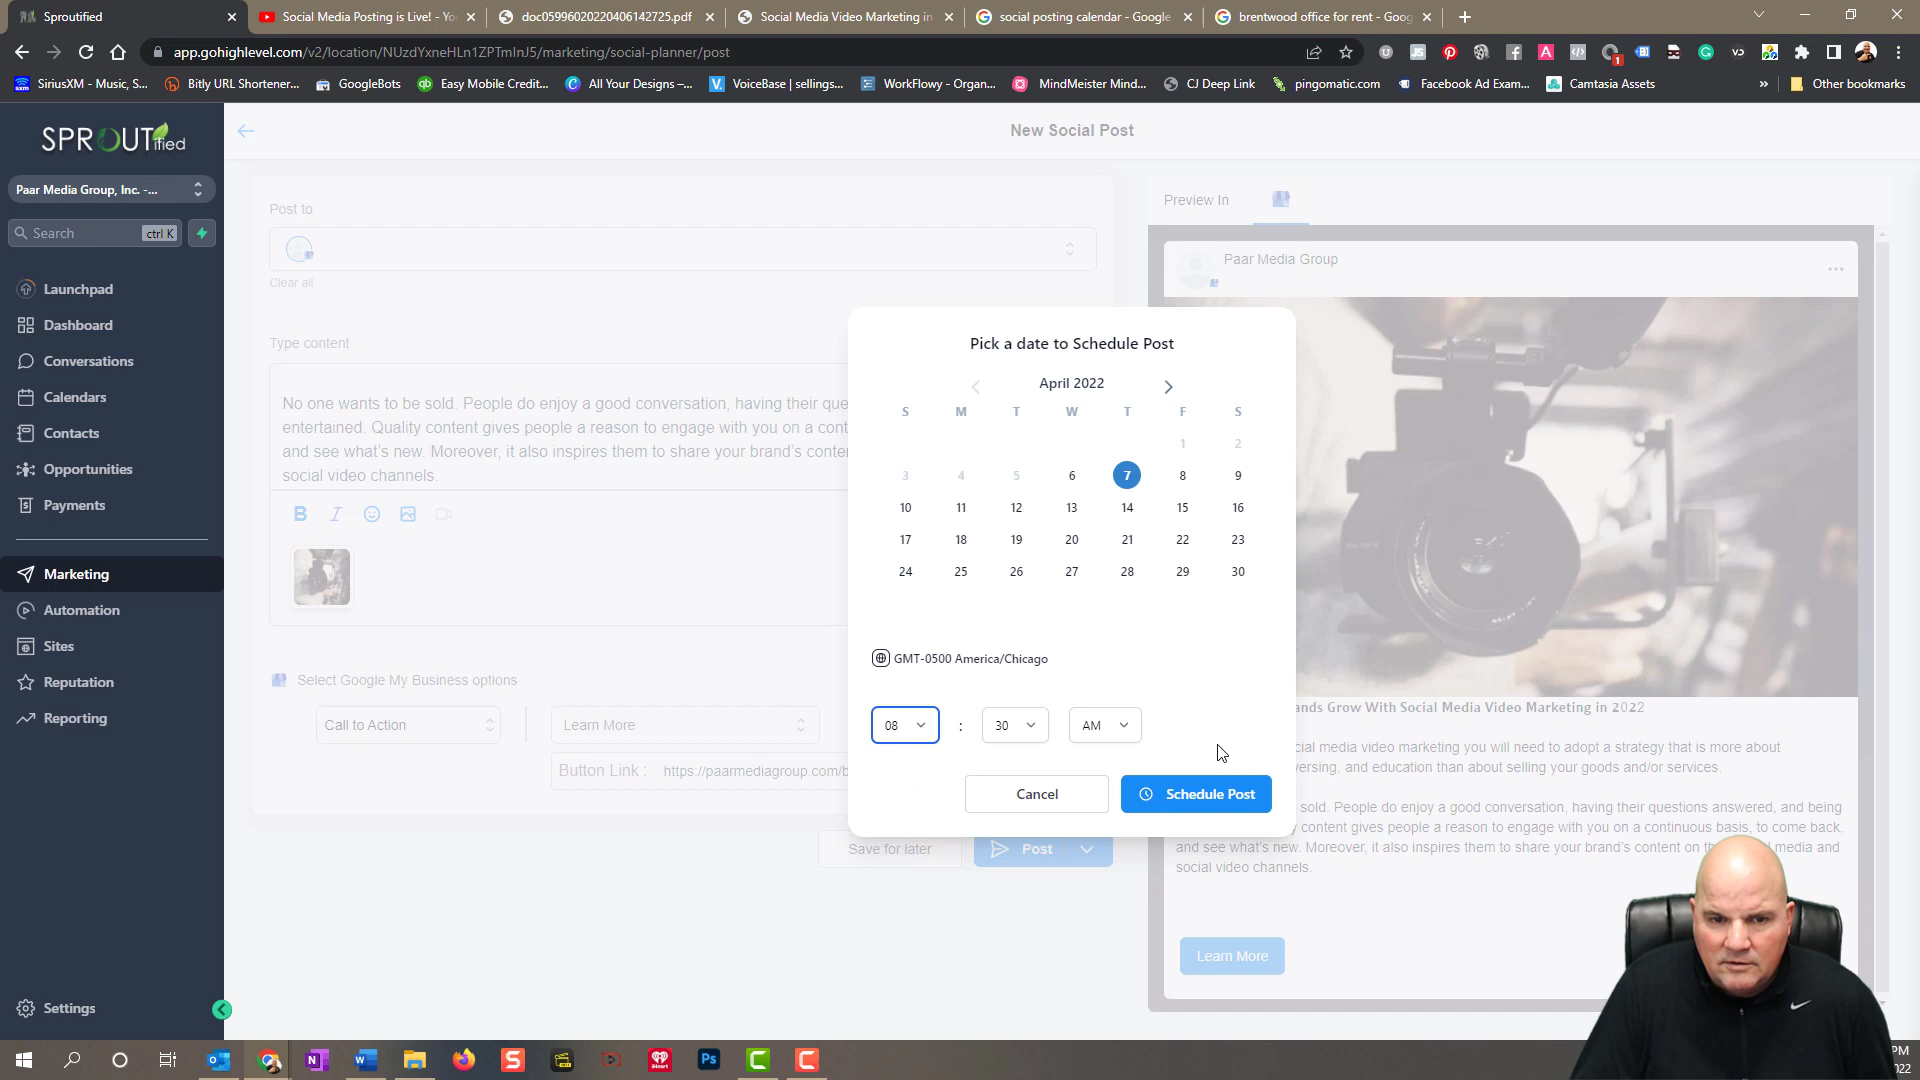 Sproutified
Social Media Posting is Live! - Yo
doc05996020220406142725.pdf
Social Media Video Marketing in
social posting calendar - Google
brentwood office for rent - Goog
app.gohighlevel.com/v2/location/NUzdYxneHLn1ZPTmInJ5/marketing/social-planner/post
SiriusXM - Music, S...
Bitly URL Shortener...
GoogleBots
Easy Mobile Credit...
All Your Designs –...
VoiceBase | sellings...
WorkFlowy - Organ...
MindMeister Mind...
CJ Deep Link
pingomatic.com
Facebook Ad Exam...
Camtasia Assets
»
Other bookmarks
SPROUTified
New Social Post
Paar Media Group, Inc. -...
Search
ctrl K
Launchpad
Dashboard
Conversations
Calendars
Contacts
Opportunities
Payments
Marketing
Automation
Sites
Reputation
Reporting
Settings
Post to
Clear all
Type content
No one wants to be sold. People do enjoy a good conversation, having their que
entertained. Quality content gives people a reason to engage with you on a cont
and see what's new. Moreover, it also inspires them to share your brand's conte
social video channels.
B I
Select Google My Business options
Call to Action
Learn More
Button Link : https://paarmediagroup.com/b
Save for later
Post
Pick a date to Schedule Post
April 2022
S M T W T F S
1 2
3 4 5 6 7 8 9
10 11 12 13 14 15 16
17 18 19 20 21 22 23
24 25 26 27 28 29 30
GMT-0500 America/Chicago
08 : 30 AM
Cancel
Schedule Post
Preview In
Paar Media Group
ands Grow With Social Media Video Marketing in 2022
cial media video marketing you will need to adopt a strategy that is more about
versing, and education than about selling your goods and/or services.
sold. People do enjoy a good conversation, having their questions answered, and being
content gives people a reason to engage with you on a continuous basis, to come back,
and see what's new. Moreover, it also inspires them to share your brand's content on media and
social video channels.
Learn More
PM
022